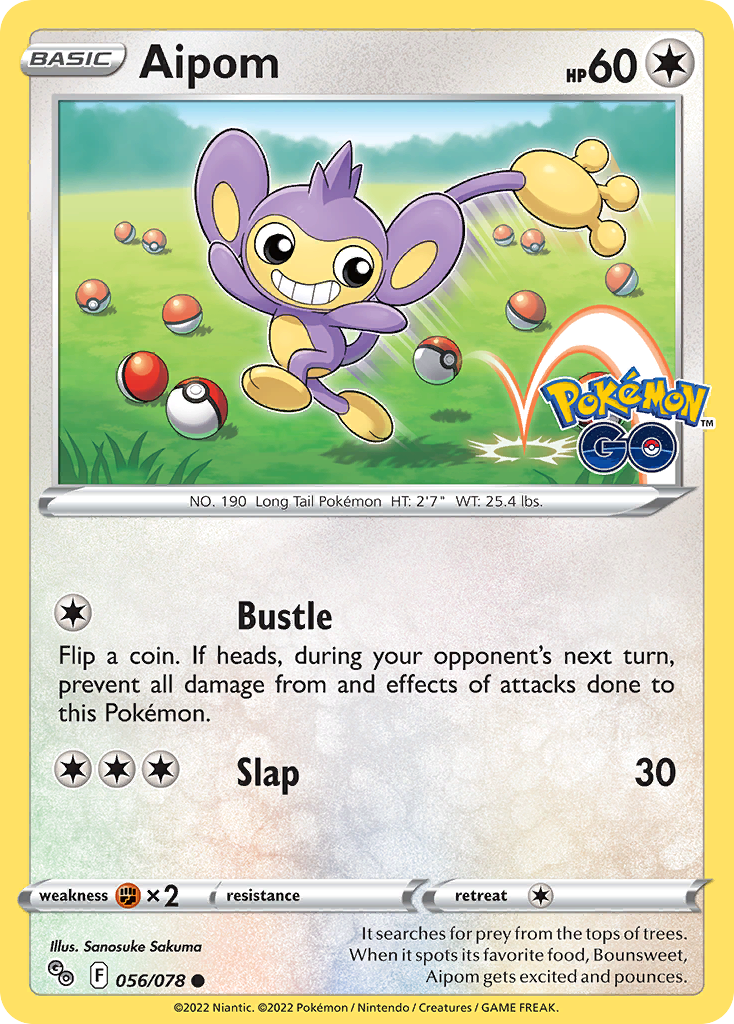 BASIC
Aipom
HP60
POKéMON
GO
TM
NO. 190 Long Tail Pokémon HT: 2'7" WT: 25.4 lbs.
Bustle
Flip a coin. If heads, during your opponent's next turn,
prevent all damage from and effects of attacks done to
this Pokémon.
Slap 30
weakness ×2 resistance retreat
It searches for prey from the tops of trees.
When it spots its favorite food, Bounsweet,
Aipom gets excited and pounces.
Illus. Sanosuke Sakuma
GO F 056/078
©2022 Niantic. ©2022 Pokémon / Nintendo / Creatures / GAME FREAK.